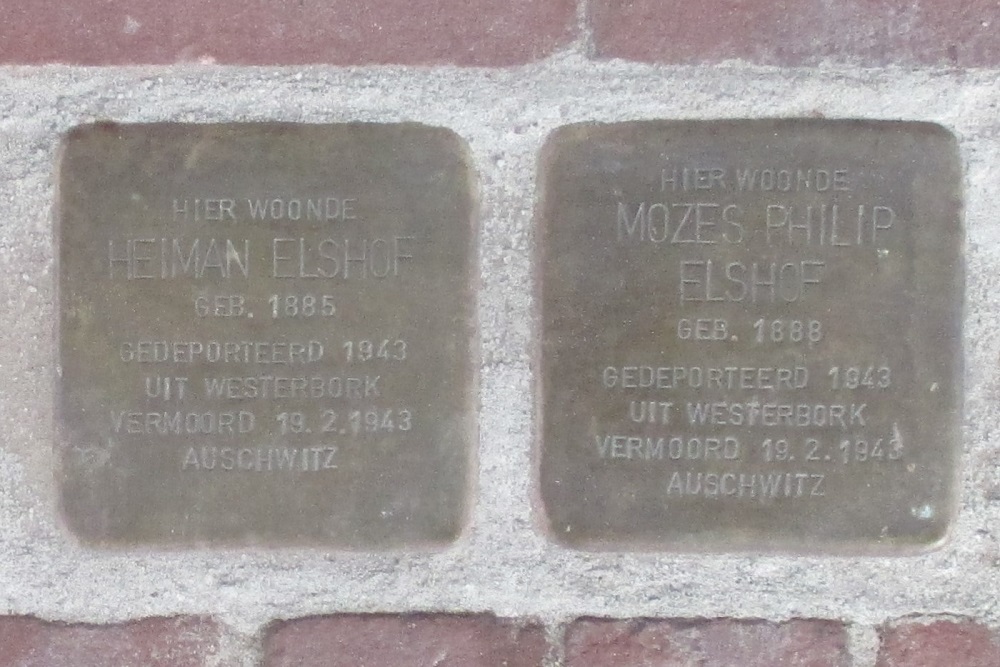 HIER WOONDE
HEIMAN ELSHOF
GEB. 1885
GEDEPORTEERD 1943
UIT WESTERBORK
VERMOORD 19.2.1943
AUSCHWITZ
HIER WOONDE
MOZES PHILIP
ELSHOF
GEB. 1888
GEDEPORTEERD 1943
UIT WESTERBORK
VERMOORD 19.2.1943
AUSCHWITZ